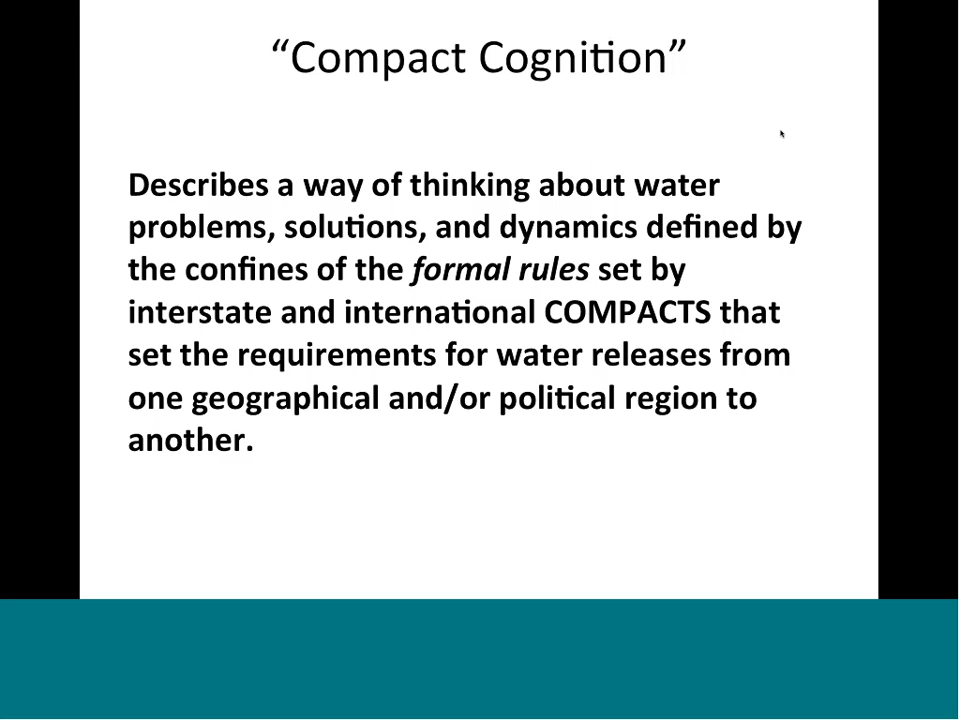 “Compact Cognition”
Describes a way of thinking about water
problems, solutions, and dynamics defined by
the confines of the formal rules set by
interstate and international COMPACTS that
set the requirements for water releases from
one geographical and/or political region to
another.